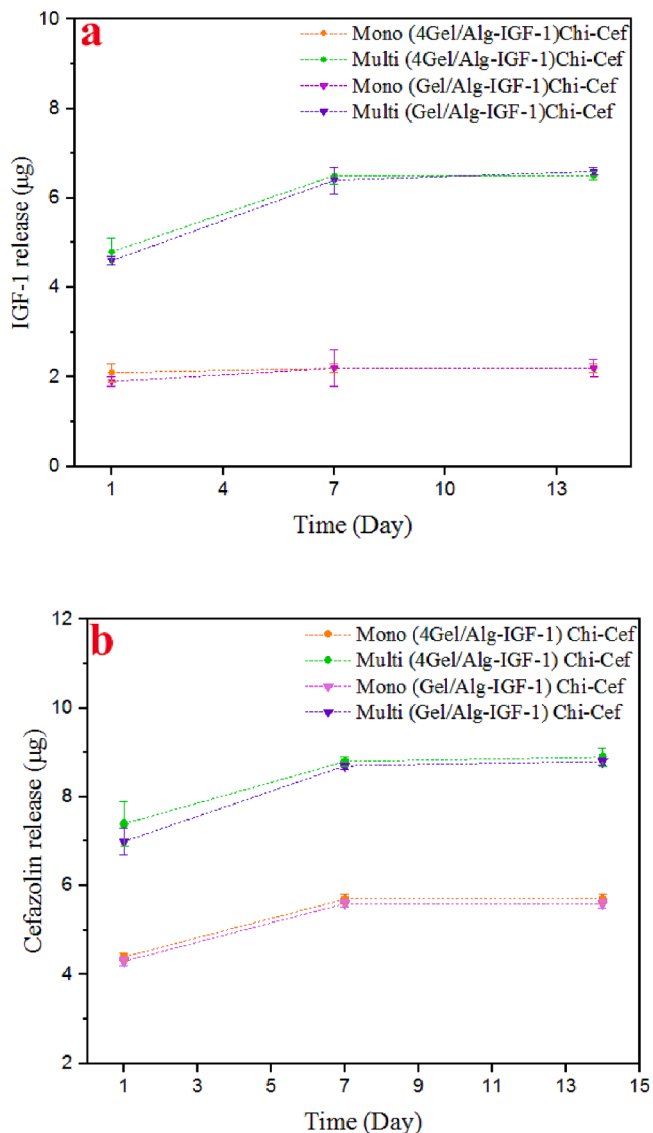 a
Mono (4Gel/Alg-IGF-1)Chi-Cef
Multi (4Gel/Alg-IGF-1)Chi-Cef
Mono (Gel/Alg-IGF-1)Chi-Cef
Multi (Gel/Alg-IGF-1)Chi-Cef
IGF-1 release (μg)
10
8
6
4
2
0
1 4 7 10 13
Time (Day)
b
Mono (4Gel/Alg-IGF-1) Chi-Cef
Multi (4Gel/Alg-IGF-1) Chi-Cef
Mono (Gel/Alg-IGF-1) Chi-Cef
Multi (Gel/Alg-IGF-1) Chi-Cef
Cefazolin release (μg)
12
10
8
6
4
2
1 3 5 7 9 11 13 15
Time (Day)